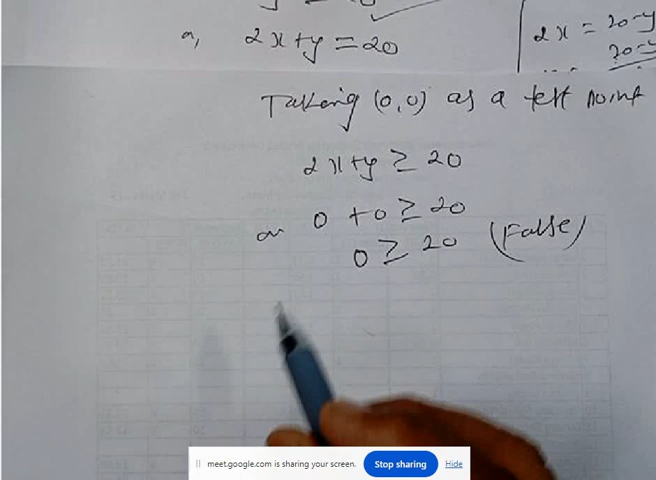 or, 2x+y=20
2x = 20-y
20-y
Taking (0,0) as a test point
2x+y ≥ 20
or 0 + 0 ≥ 20
0 ≥ 20 (False)
meet.google.com is sharing your screen. Stop sharing Hide